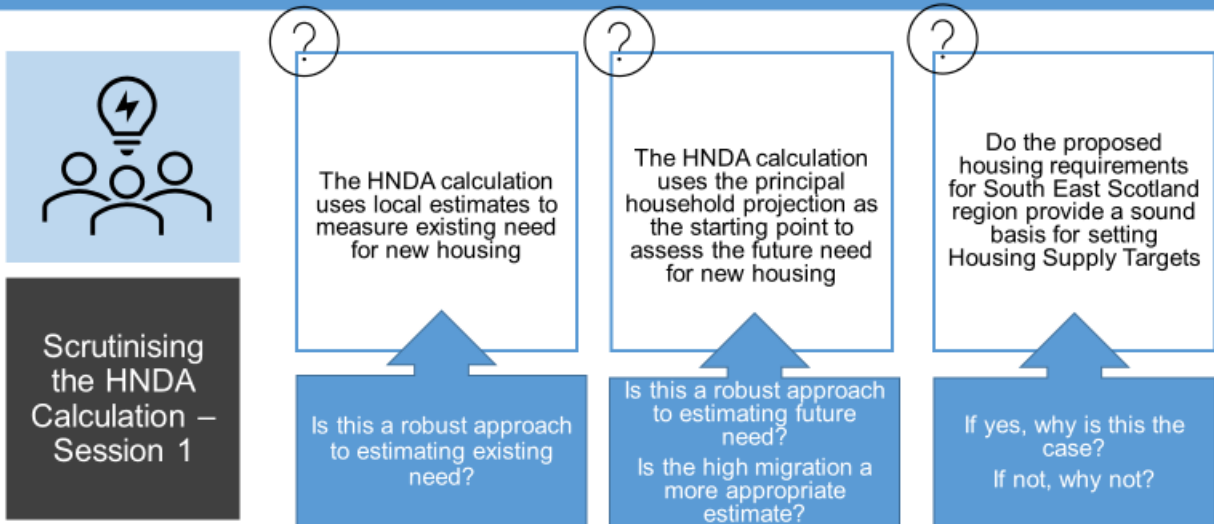 ?
?
?
The HNDA calculation
uses local estimates to
measure existing need
for new housing
The HNDA calculation
uses the principal
household projection as
the starting point to
assess the future need
for new housing
Do the proposed
housing requirements
for South East Scotland
region provide a sound
basis for setting
Housing Supply Targets
Scrutinising
the HNDA
Calculation –
Session 1
Is this a robust approach
to estimating existing
need?
Is this a robust approach
to estimating future
need?
Is the high migration a
more appropriate
estimate?
If yes, why is this the
case?
If not, why not?